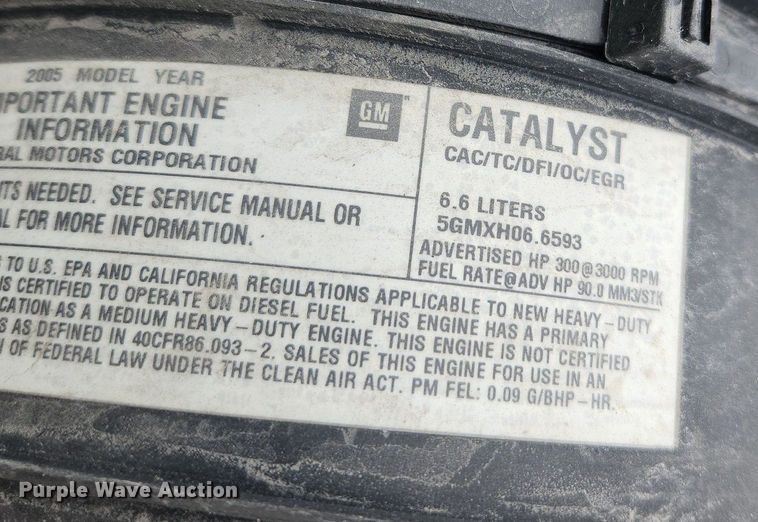 2005 MODEL YEAR
MPORTANT ENGINE
INFORMATION
RAL MOTORS CORPORATION
GM
CATALYST
CAC/TC/DFI/OC/EGR
NTS NEEDED. SEE SERVICE MANUAL OR
AL FOR MORE INFORMATION.
6.6 LITERS
5GMXH06.6593
ADVERTISED HP 300@3000 RPM
FUEL RATE@ADV HP 90.0 MM3/STK
TO U.S. EPA AND CALIFORNIA REGULATIONS APPLICABLE TO NEW HEAVY-DUTY
IS CERTIFIED TO OPERATE ON DIESEL FUEL. THIS ENGINE HAS A PRIMARY
CATION AS A MEDIUM HEAVY-DUTY ENGINE. THIS ENGINE IS NOT CERTIFIED
S AS DEFINED IN 40CFR86.093-2. SALES OF THIS ENGINE FOR USE IN AN
N OF FEDERAL LAW UNDER THE CLEAN AIR ACT. PM FEL: 0.09 G/BHP-HR.
Purple Wave Auction